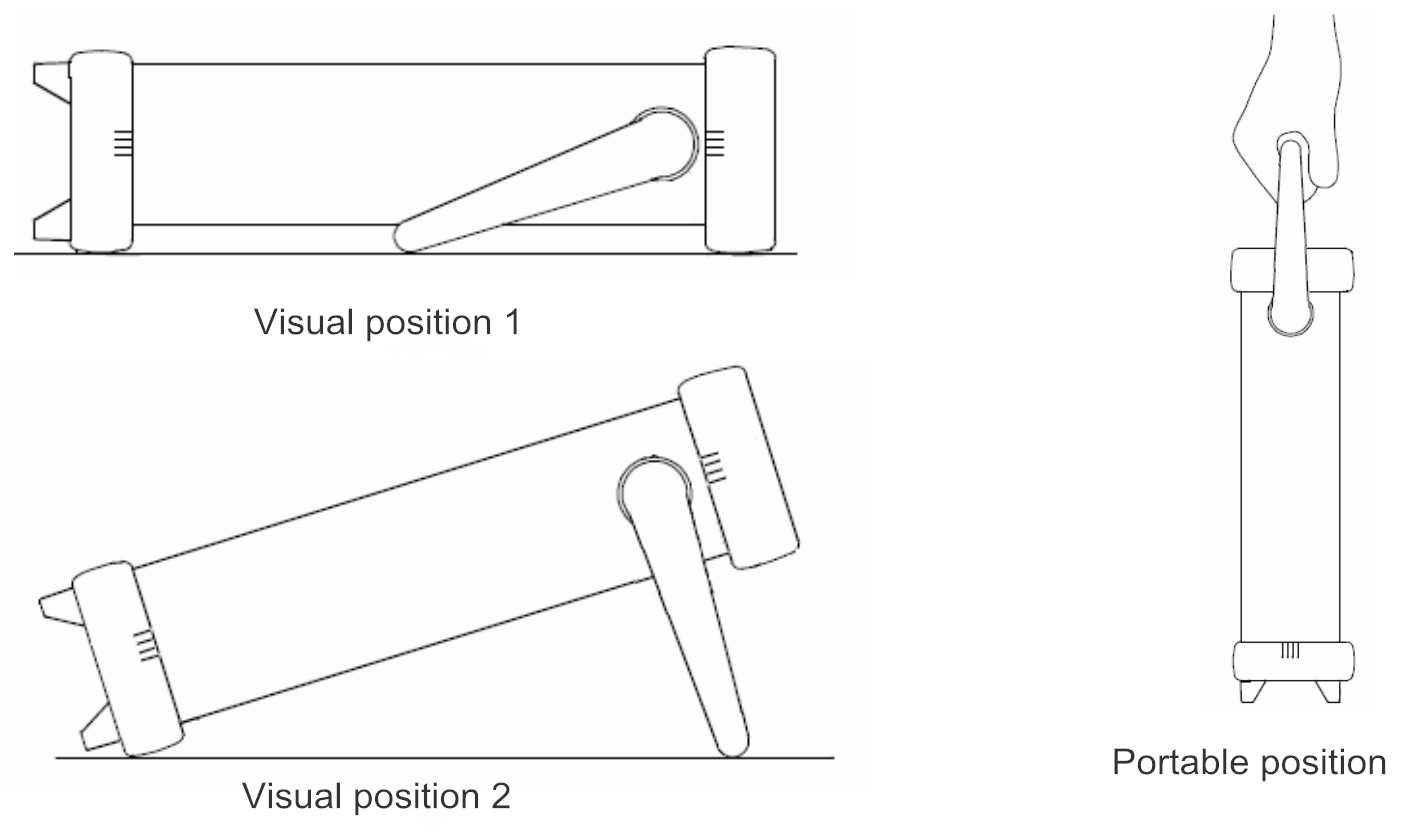 Visual position 1
Visual position 2
Portable position